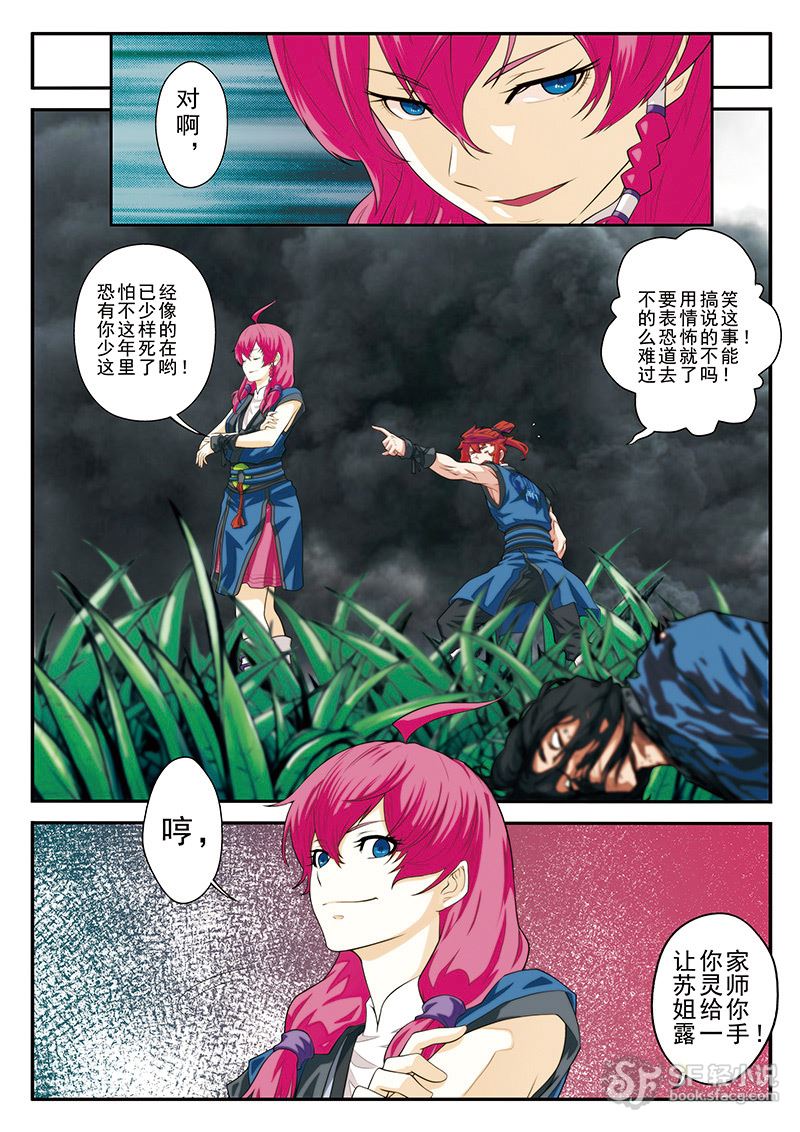 对
啊，
恐怕已经
有不少像
你这样的
少年死在
这里了哟！
不要用搞笑
的表情说这
么恐怖的事！
难道就不能
过去了吗！
哼，
让你家
苏灵师
姐给你
露一手！
SF SF轻小说
book.sfacg.com